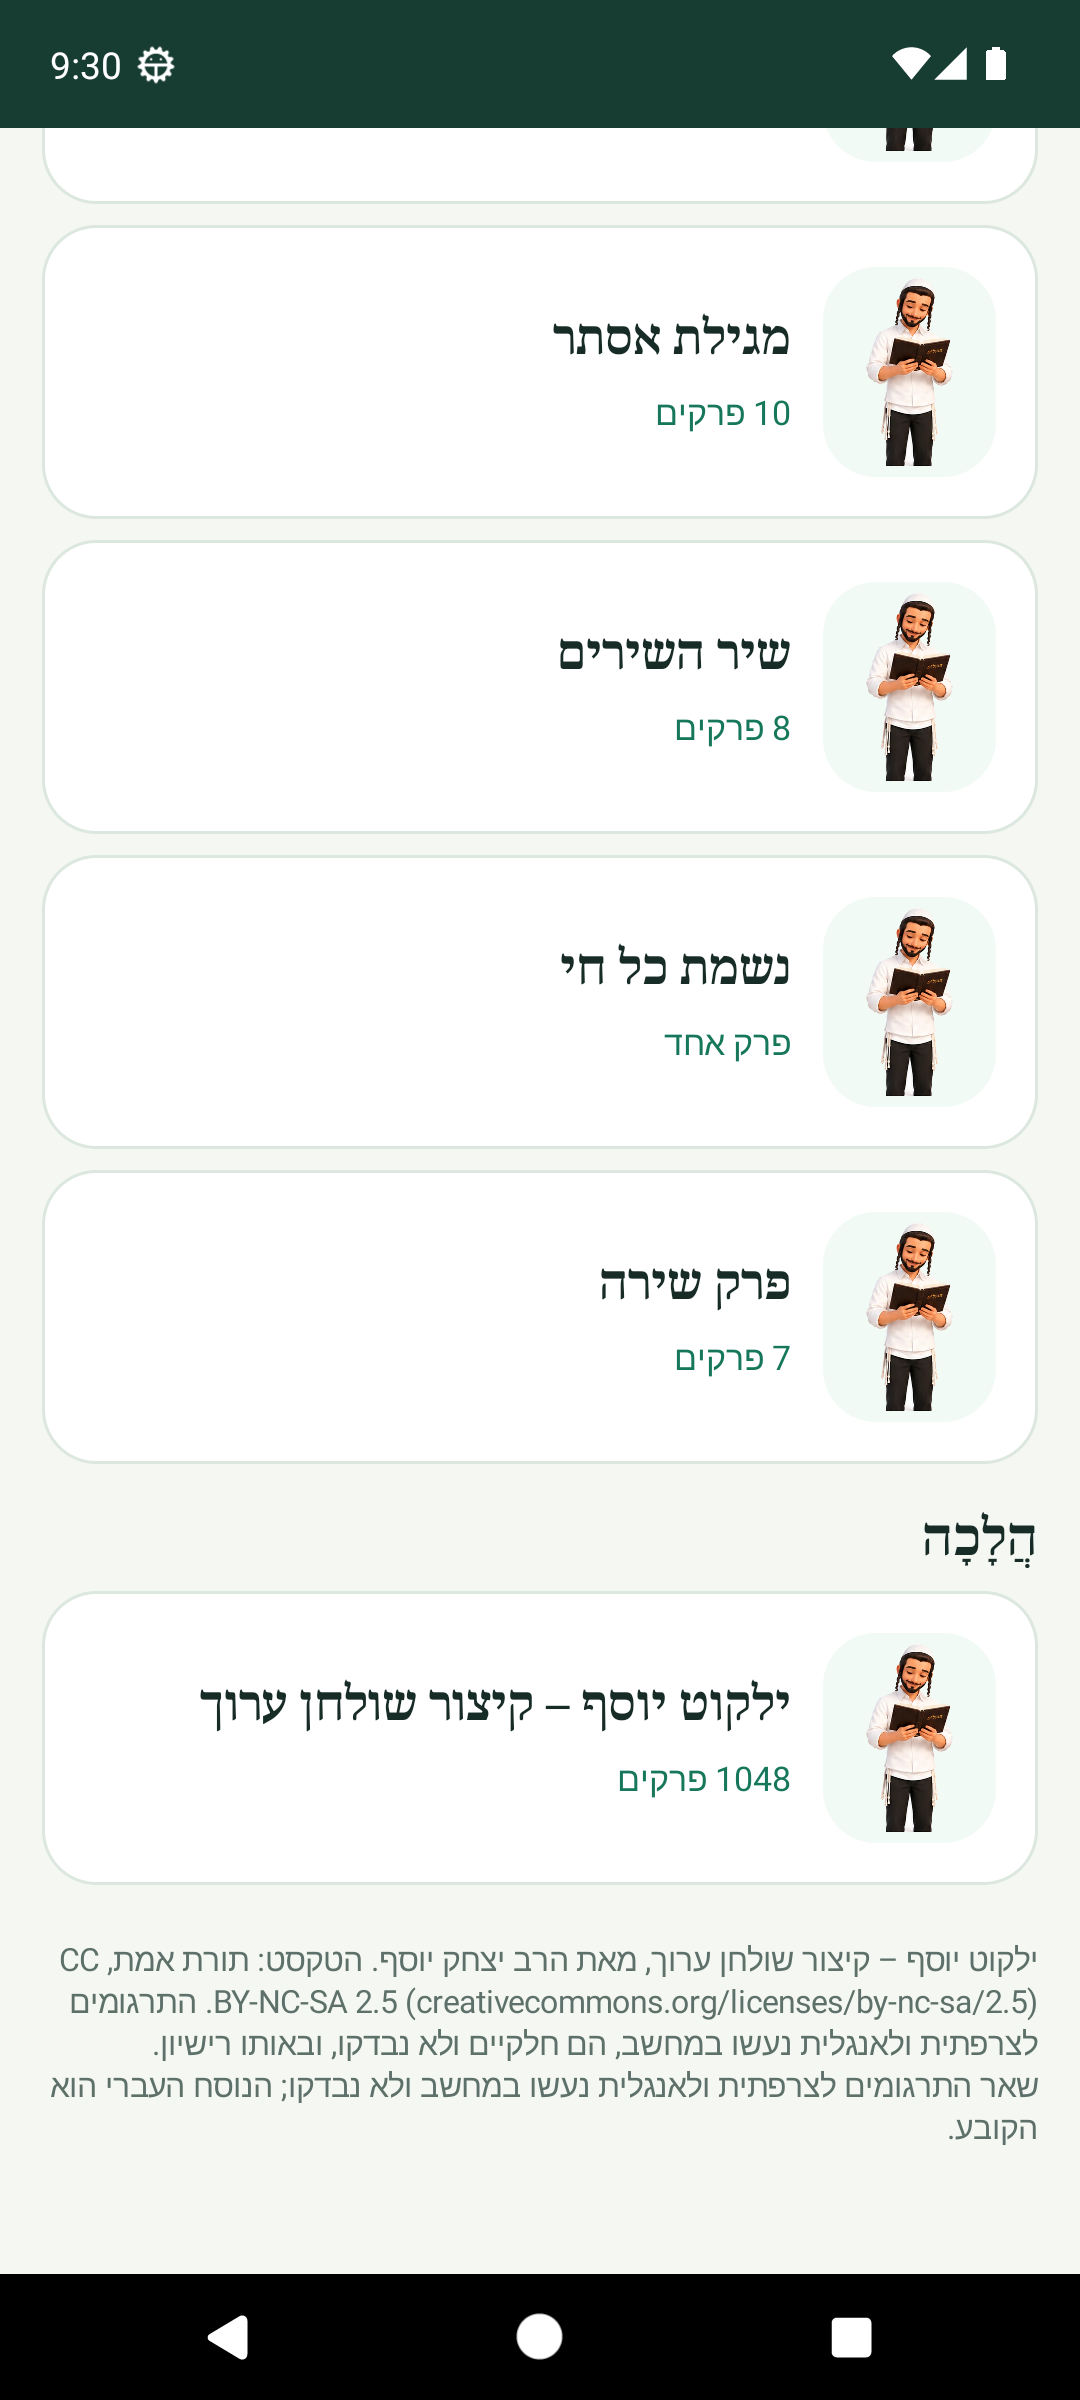 9:30
מגילת אסתר
10 פרקים
שיר השירים
8 פרקים
נשמת כל חי
פרק אחד
פרק שירה
7 פרקים
הֲלָכָה
ילקוט יוסף – קיצור שולחן ערוך
1048 פרקים
ילקוט יוסף – קיצור שולחן ערוך, מאת הרב יצחק יוסף. הטקסט: תורת אמת, CC
BY-NC-SA 2.5 (creativecommons.org/licenses/by-nc-sa/2.5). התרגומים
לצרפתית ולאנגלית נעשו במחשב, הם חלקיים ולא נבדקו, ובאותו רישיון.
שאר התרגומים לצרפתית ולאנגלית נעשו במחשב ולא נבדקו; הנוסח העברי הוא
הקובע.